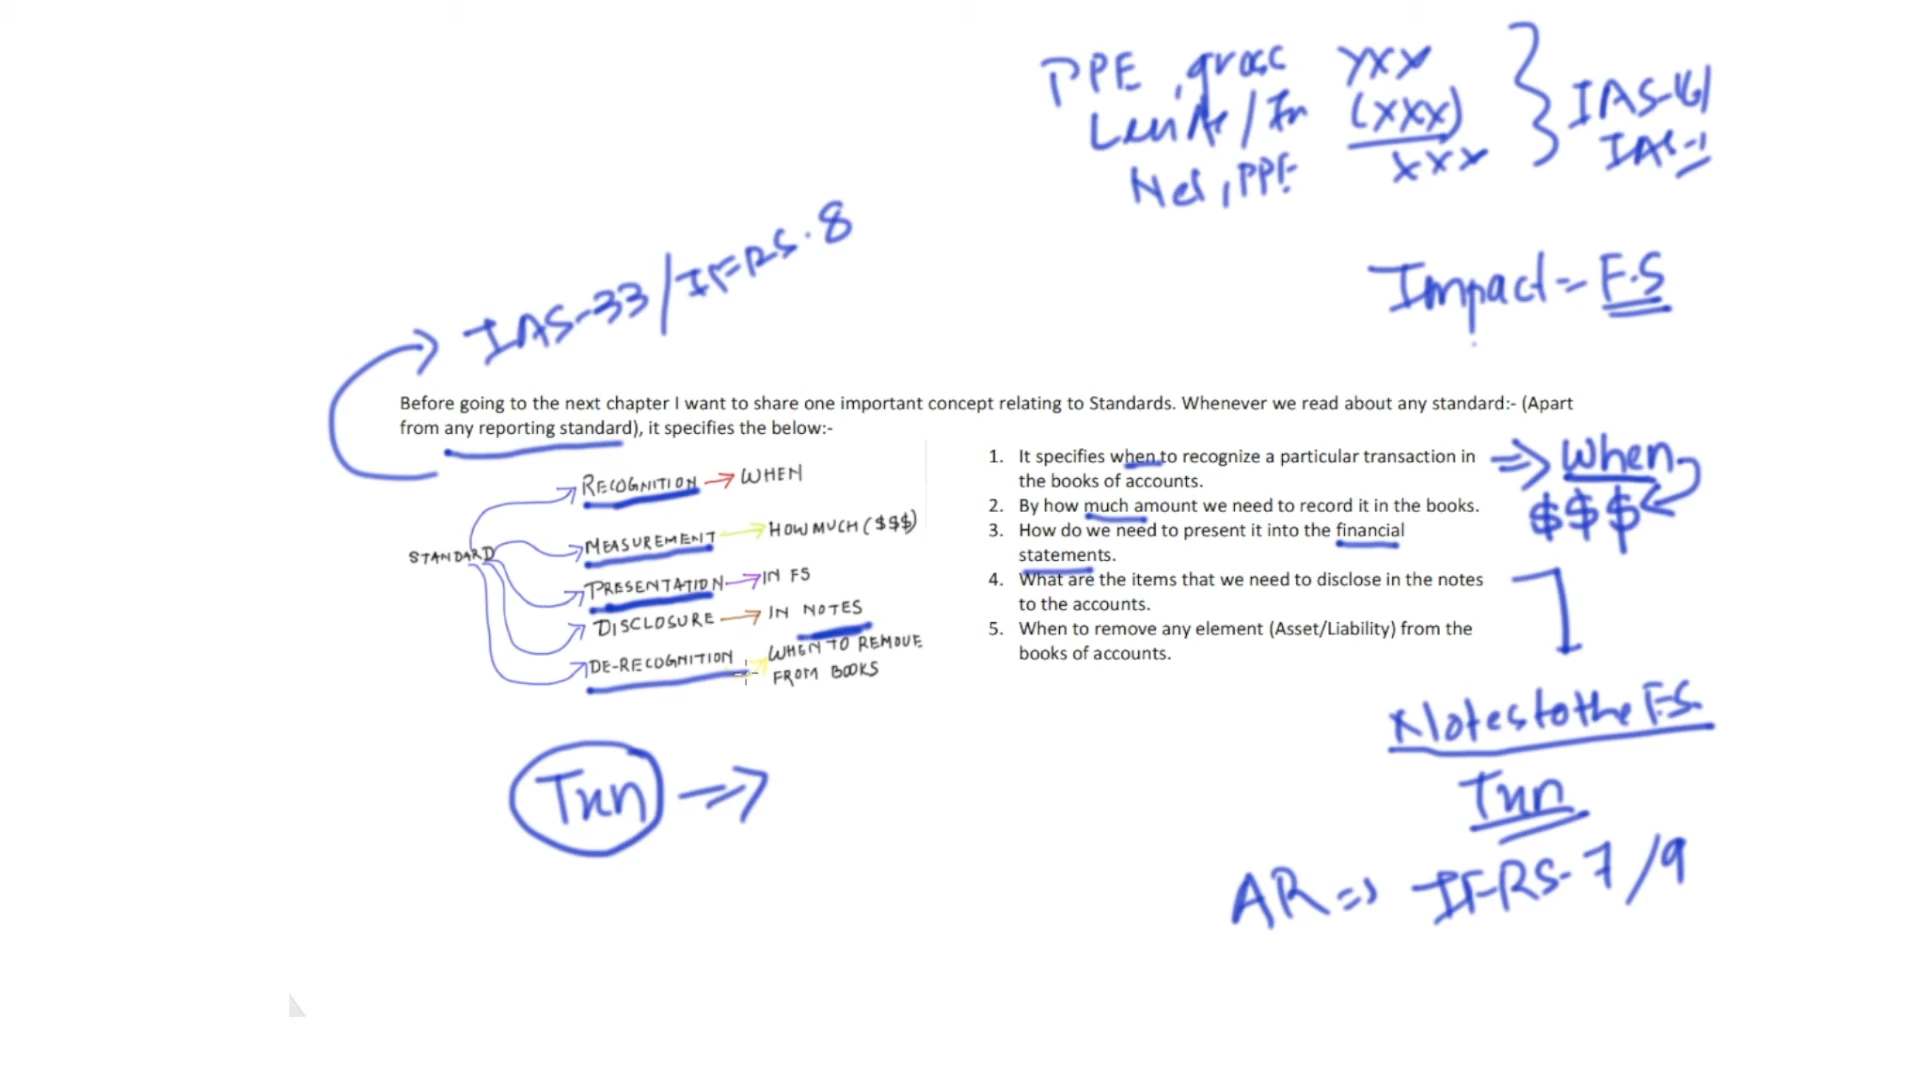 PPE, gross XXX
Less Ac / Im (XXX)
Net, PPE XXX
IAS-16/
IAS-1
IAS-33/IFRS.8
Impact = F.S
Before going to the next chapter I want to share one important concept relating to Standards. Whenever we read about any standard:- (Apart
from any reporting standard), it specifies the below:-
STANDARD
RECOGNITION → WHEN
MEASUREMENT → HOW MUCH ($$$)
PRESENTATION → IN FS
DISCLOSURE → IN NOTES
DE-RECOGNITION → WHEN TO REMOVE
FROM BOOKS
1. It specifies when to recognize a particular transaction in
the books of accounts.
2. By how much amount we need to record it in the books.
3. How do we need to present it into the financial
statements.
4. What are the items that we need to disclose in the notes
to the accounts.
5. When to remove any element (Asset/Liability) from the
books of accounts.
⇒ When
$$$
Notes to the F.S.
Txn
AR ⇒ IFRS-7/9
Txn ⇒